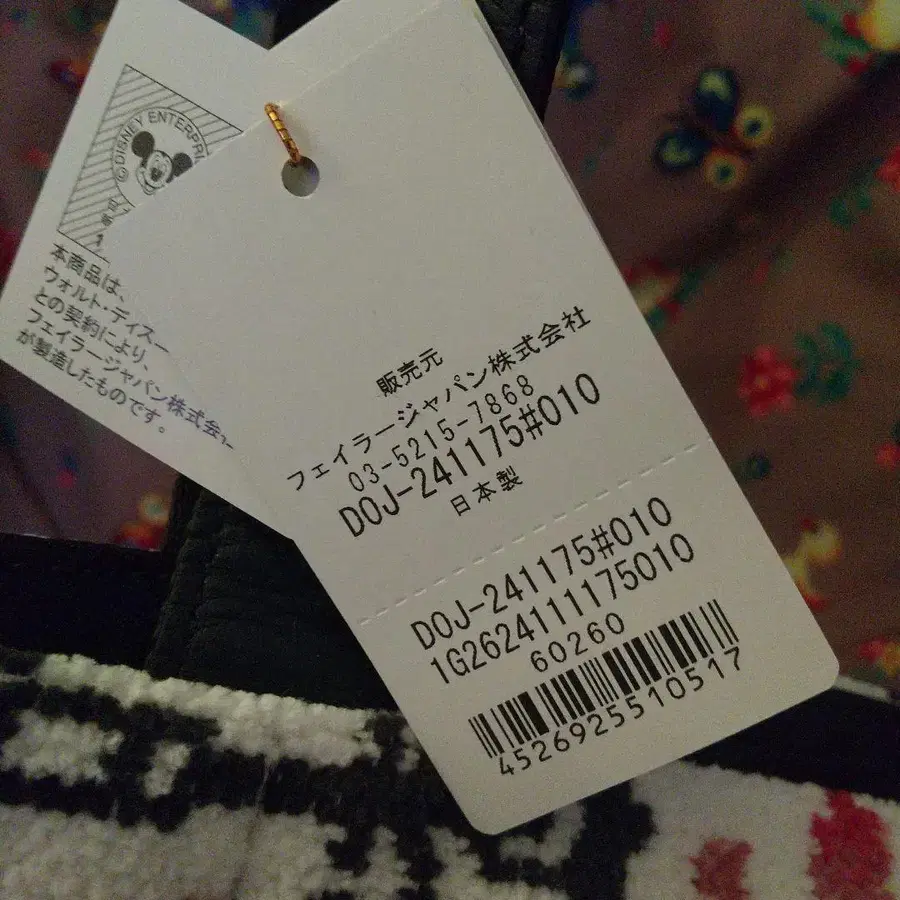 ©DISNEY ENTERPRI
本商品は、
ウォルト・ディズ
との契約により、
フェイラージャパン株式会
が製造したものです。
販売元
フェイラージャパン株式会社
03-5215-7868
DOJ-241175#010
日本製
DOJ-241175#010
1G2624111175010
60260
4526925510517